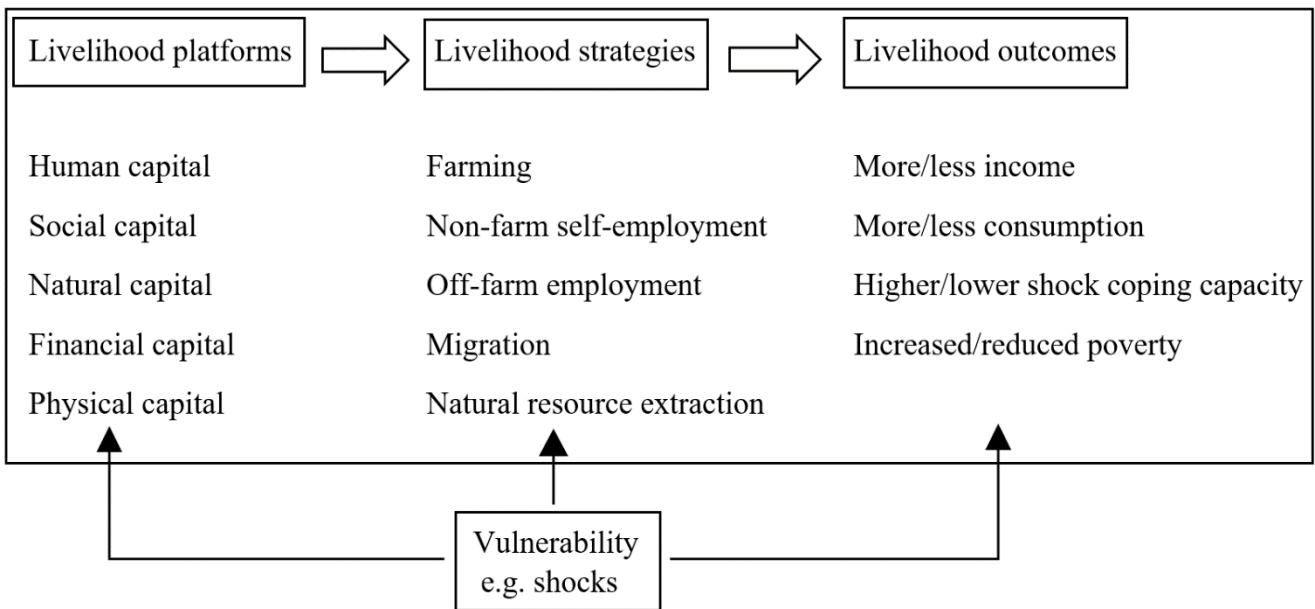 Livelihood platforms
Livelihood strategies
Livelihood outcomes
Human capital
Social capital
Natural capital
Financial capital
Physical capital
Farming
Non-farm self-employment
Off-farm employment
Migration
Natural resource extraction
More/less income
More/less consumption
Higher/lower shock coping capacity
Increased/reduced poverty
Vulnerability
e.g. shocks